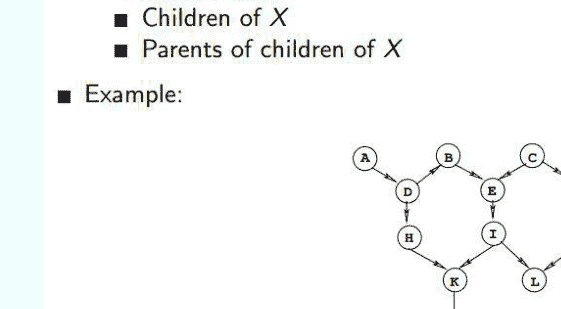 Children of X
Parents of children of X
Example:
A
B
C
D
E
H
I
K
L